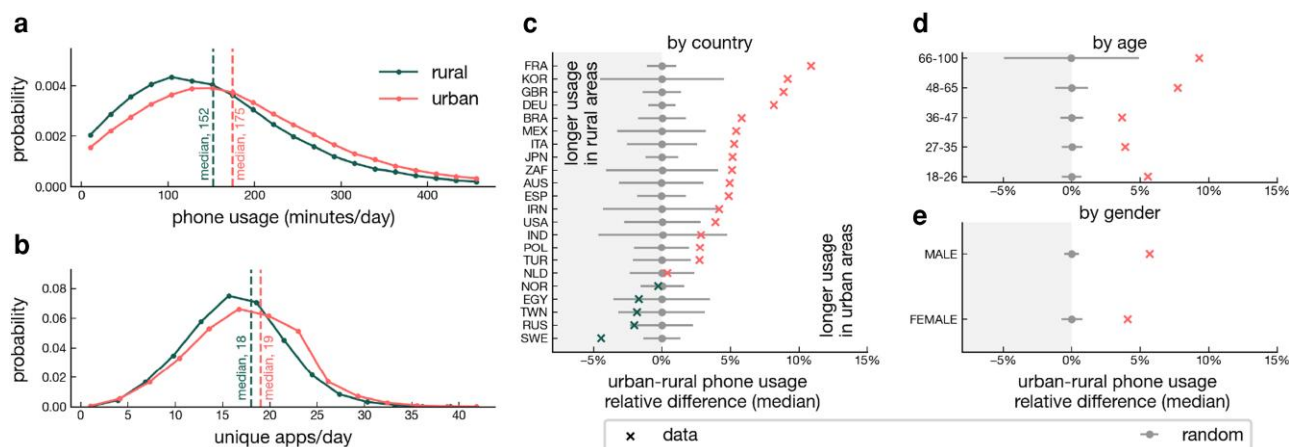 a
probability
0.004
0.002
0.000
rural
urban
median, 152
median, 175
0
100
200
300
400
phone usage (minutes/day)
b
probability
0.08
0.06
0.04
0.02
0.00
median, 18
median, 19
0
5
10
15
20
25
30
35
40
unique apps/day
c
by country
longer usage
in rural areas
FRA
KOR
GBR
DEU
BRA
MEX
ITA
JPN
ZAF
AUS
ESP
IRN
USA
IND
POL
TUR
NLD
NOR
EGY
TWN
RUS
SWE
longer usage
in urban areas
−5%
0%
5%
10%
15%
urban-rural phone usage
relative difference (median)
d
by age
66-100
48-65
36-47
27-35
18-26
−5%
0%
5%
10%
15%
e
by gender
MALE
FEMALE
−5%
0%
5%
10%
15%
urban-rural phone usage
relative difference (median)
data
random